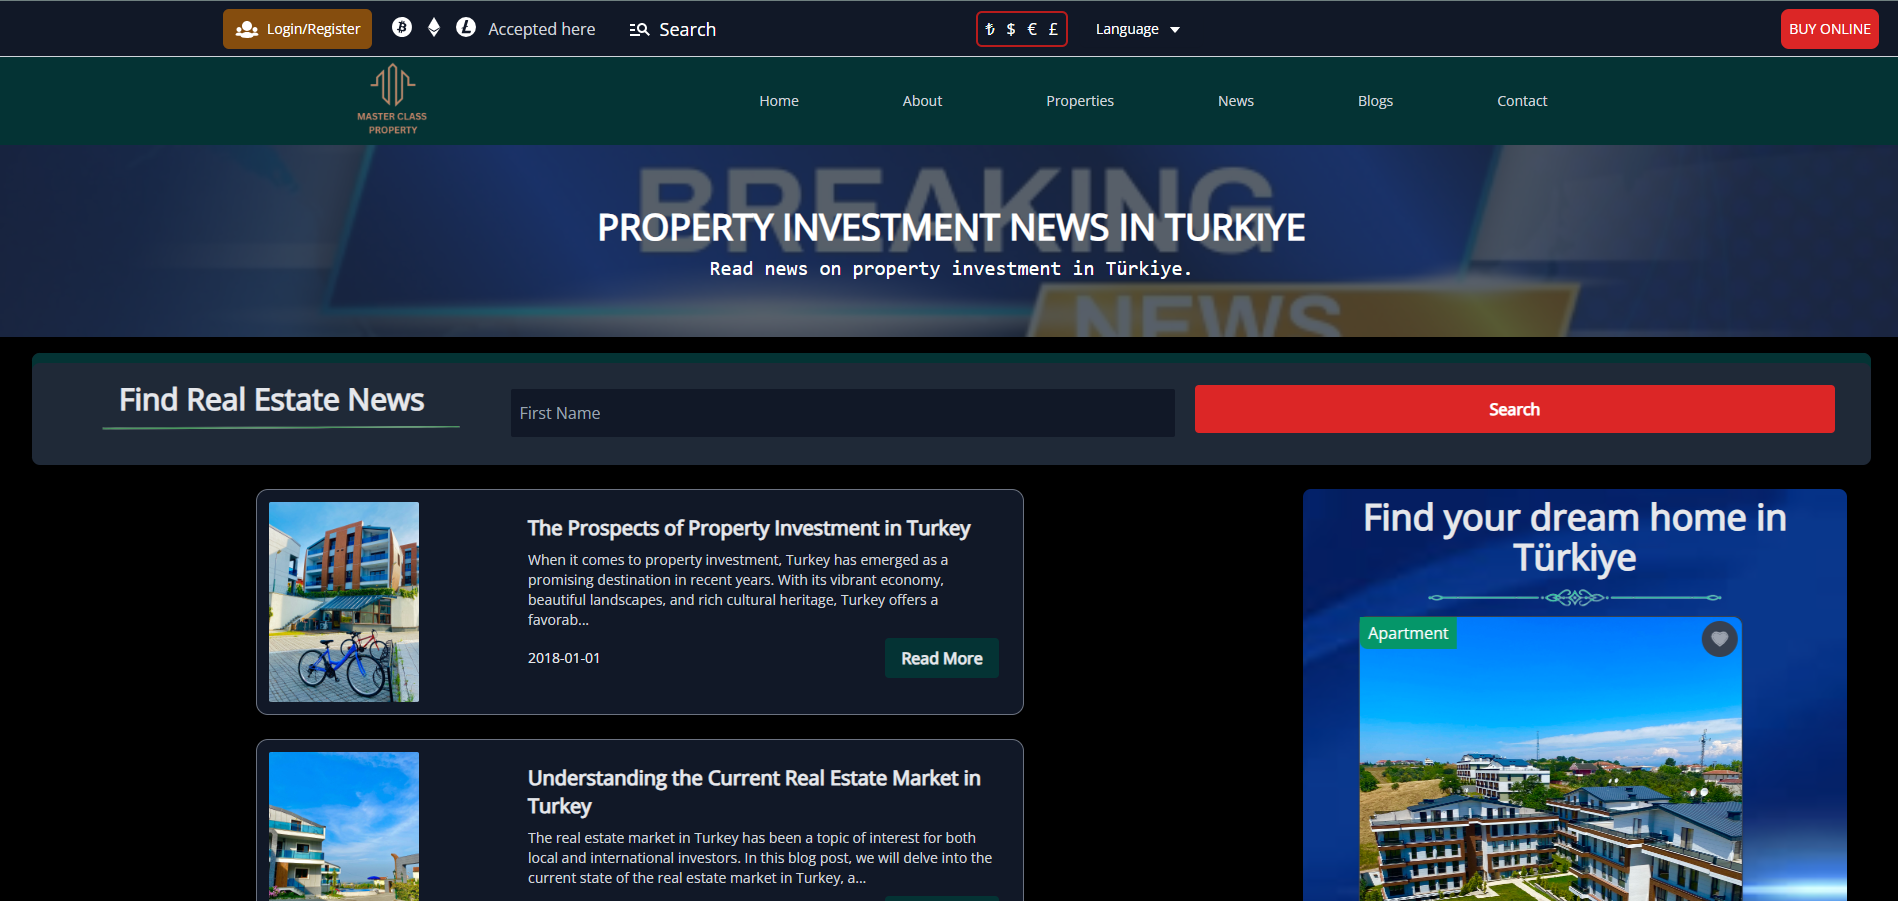 Login/Register
Accepted here
Search
₺ $ € £
Language
BUY ONLINE
MASTER CLASS
PROPERTY
Home
About
Properties
News
Blogs
Contact
BREAKING
NEWS
PROPERTY INVESTMENT NEWS IN TURKIYE
Read news on property investment in Türkiye.
Find Real Estate News
First Name
Search
The Prospects of Property Investment in Turkey
When it comes to property investment, Turkey has emerged as a
promising destination in recent years. With its vibrant economy,
beautiful landscapes, and rich cultural heritage, Turkey offers a
favorab...
2018-01-01
Read More
Understanding the Current Real Estate Market in
Turkey
The real estate market in Turkey has been a topic of interest for both
local and international investors. In this blog post, we will delve into the
current state of the real estate market in Turkey, a...
Find your dream home in
Türkiye
Apartment